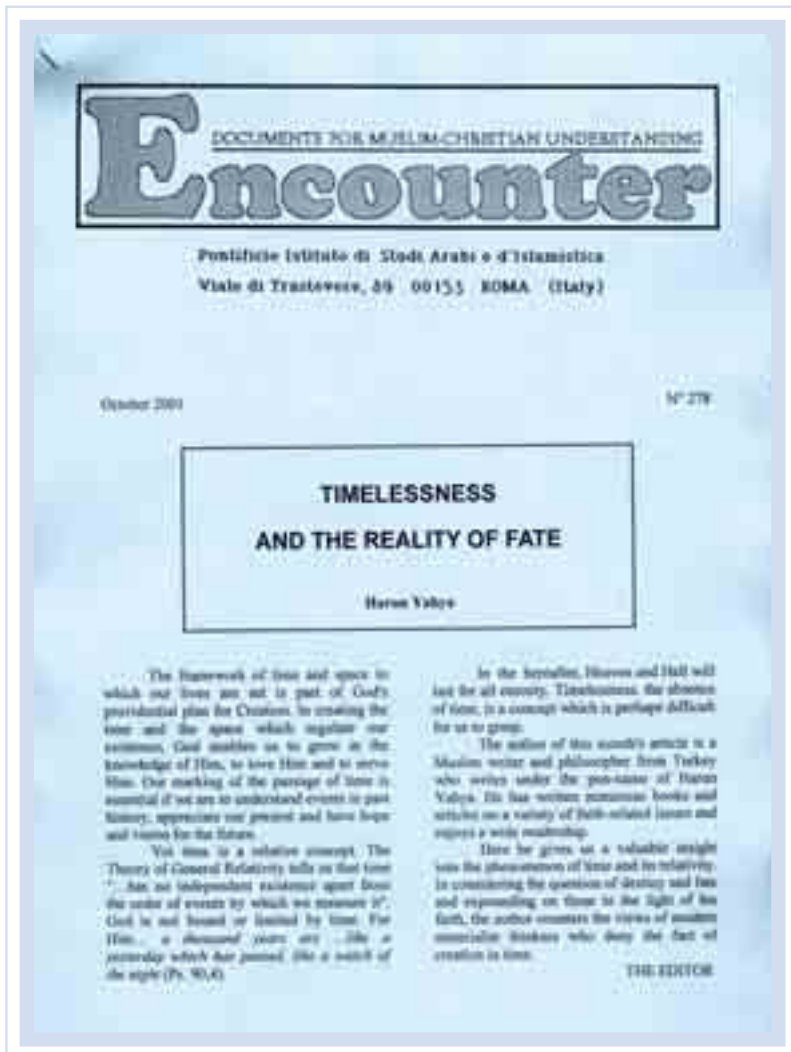 DOCUMENTS FOR MUSLIM-CHRISTIAN UNDERSTANDING
Encounter
Pontificio Istituto di Studi Arabi e d'Islamistica
Viale di Trastevere, 89 00153 ROMA (Italy)
October 2001
N° 278
TIMELESSNESS
AND THE REALITY OF FATE
Harun Yahya
The framework of time and space in
which our lives are set is part of God's
providential plan for Creation. In creating the
time and the space which regulate our
existence, God enables us to grow in the
knowledge of Him, to love Him and to serve
Him. Our marking of the passage of time is
essential if we are to understand events in past
history, appreciate our present and have hope
and vision for the future.
Yet time is a relative concept. The
Theory of General Relativity tells us that time
"...has no independent existence apart from
the order of events by which we measure it".
God is not bound or limited by time. For
Him... a thousand years are ...like a
yesterday which has passed, like a watch of
the night (Ps. 90,4).
In the hereafter, Heaven and Hell will
last for all eternity. Timelessness, the absence
of time, is a concept which is perhaps difficult
for us to grasp.
The author of this month's article is a
Muslim writer and philosopher from Turkey
who writes under the pen-name of Harun
Yahya. He has written numerous books and
articles on a variety of faith-related issues and
enjoys a wide readership.
Here he gives us a valuable insight
into the phenomenon of time and its relativity.
In considering the question of destiny and fate
and expounding on these in the light of his
faith, the author counters the views of modern
materialist thinkers who deny the fact of
creation in time.
THE EDITOR